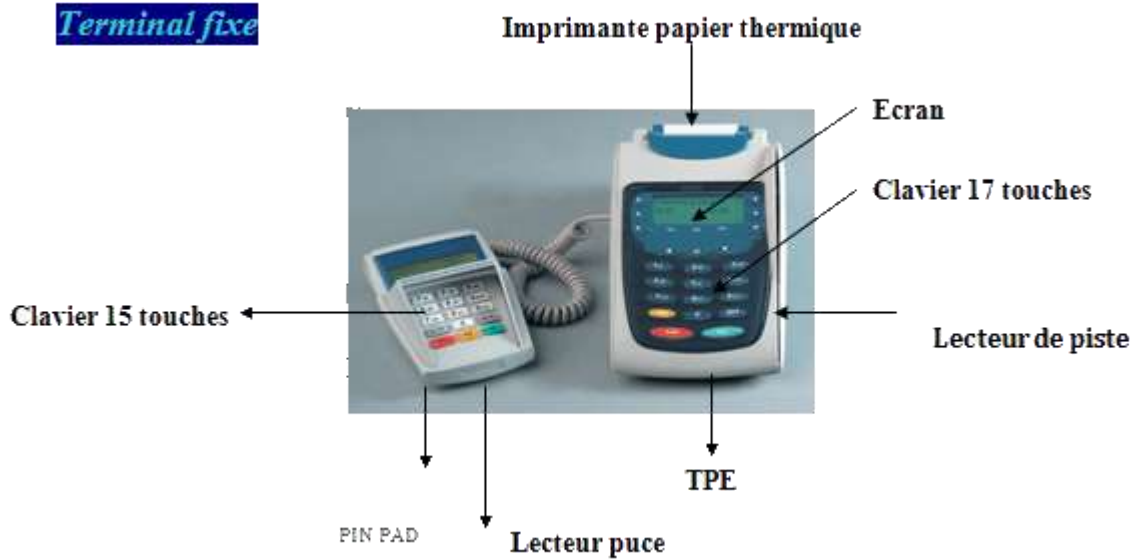 Terminal fixe
Imprimante papier thermique
Ecran
Clavier 17 touches
Clavier 15 touches
Lecteur de piste
TPE
PIN PAD
Lecteur puce